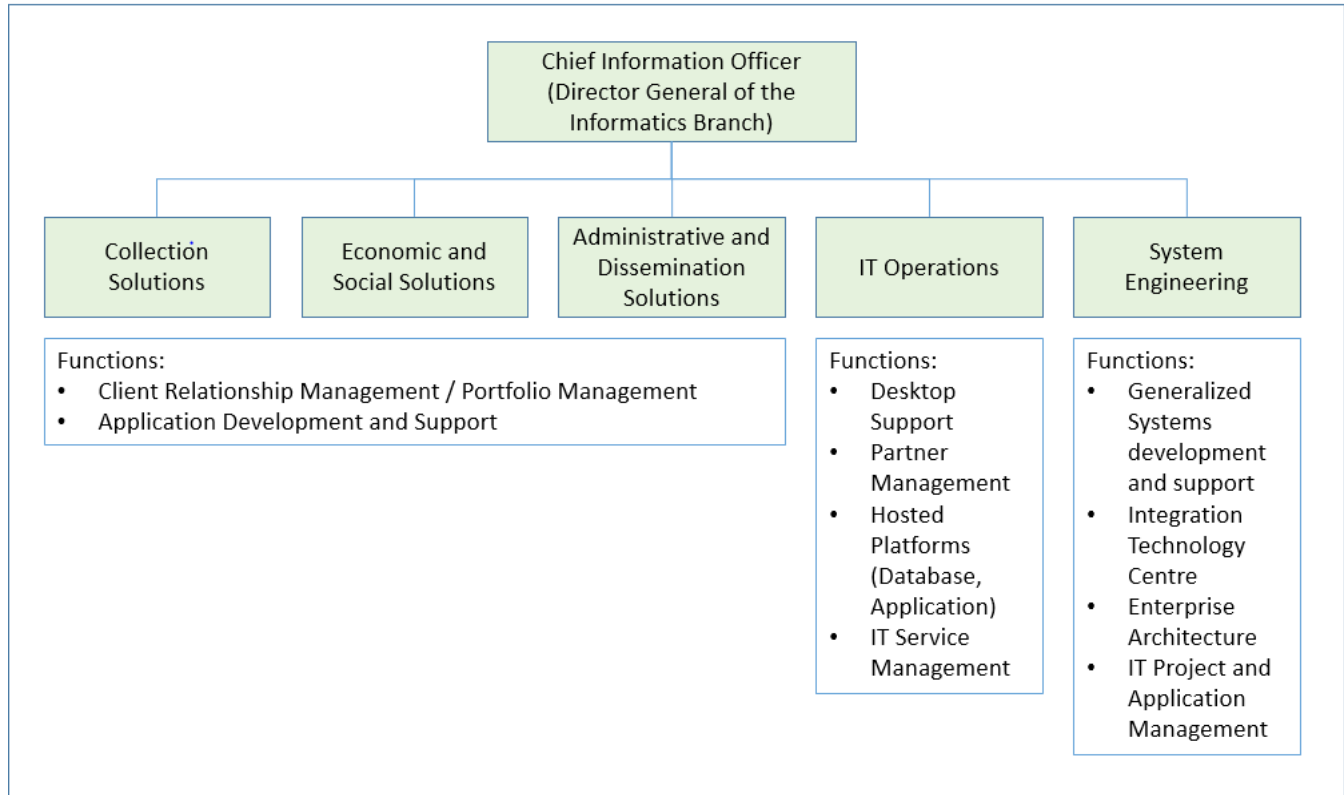 Chief Information Officer
(Director General of the
Informatics Branch)
Collection
Solutions
Economic and
Social Solutions
Administrative and
Dissemination
Solutions
IT Operations
System
Engineering
Functions:
• Client Relationship Management / Portfolio Management
• Application Development and Support
Functions:
• Desktop
Support
• Partner
Management
• Hosted
Platforms
(Database,
Application)
• IT Service
Management
Functions:
• Generalized
Systems
development
and support
• Integration
Technology
Centre
• Enterprise
Architecture
• IT Project and
Application
Management